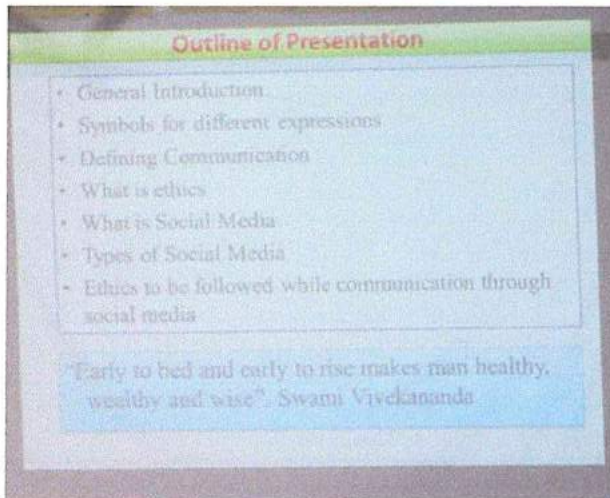 Outline of Presentation
• General Introduction
• Symbols for different expressions
• Defining Communication
• What is ethics
• What is Social Media
• Types of Social Media
• Ethics to be followed while communication through
social media
"Early to bed and early to rise makes man healthy,
wealthy and wise". Swami Vivekananda